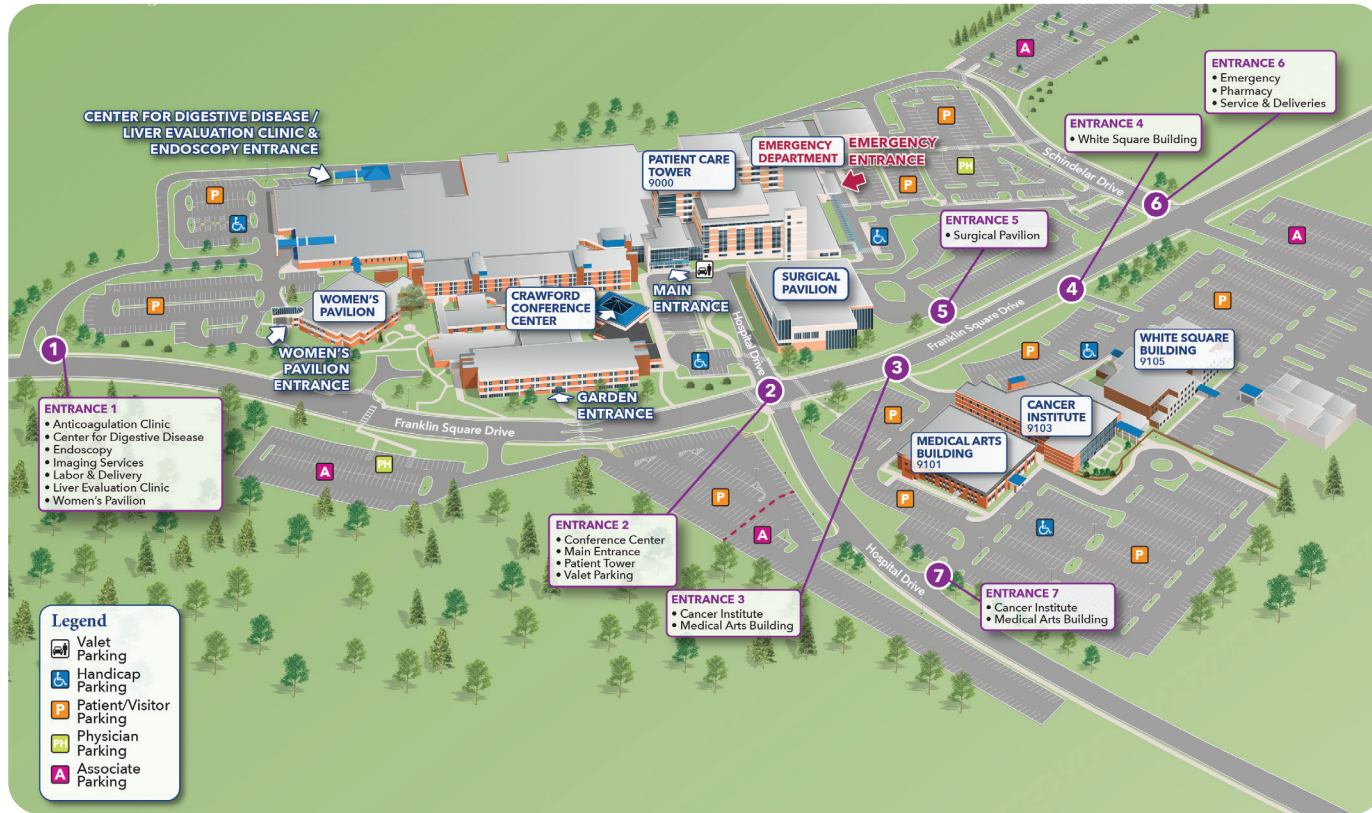 CENTER FOR DIGESTIVE DISEASE /
LIVER EVALUATION CLINIC &
ENDOSCOPY ENTRANCE
PATIENT CARE
TOWER
9000
EMERGENCY
DEPARTMENT
EMERGENCY
ENTRANCE
ENTRANCE 6
• Emergency
• Pharmacy
• Service & Deliveries
ENTRANCE 4
• White Square Building
ENTRANCE 5
• Surgical Pavilion
Schindelar Drive
A
P
PH
P
P
P
A
P
P
6
4
5
WOMEN'S
PAVILION
CRAWFORD
CONFERENCE
CENTER
MAIN
ENTRANCE
SURGICAL
PAVILION
Hospital Drive
Franklin Square Drive
WHITE SQUARE
BUILDING
9105
1
WOMEN'S
PAVILION
ENTRANCE
GARDEN
ENTRANCE
2
3
CANCER
INSTITUTE
9103
MEDICAL ARTS
BUILDING
9101
P
P
ENTRANCE 1
• Anticoagulation Clinic
• Center for Digestive Disease
• Endoscopy
• Imaging Services
• Labor & Delivery
• Liver Evaluation Clinic
• Women's Pavilion
Franklin Square Drive
A
PH
P
A
P
ENTRANCE 2
• Conference Center
• Main Entrance
• Patient Tower
• Valet Parking
Hospital Drive
7
ENTRANCE 3
• Cancer Institute
• Medical Arts Building
ENTRANCE 7
• Cancer Institute
• Medical Arts Building
Legend
Valet
Parking
Handicap
Parking
P
Patient/Visitor
Parking
PH
Physician
Parking
A
Associate
Parking